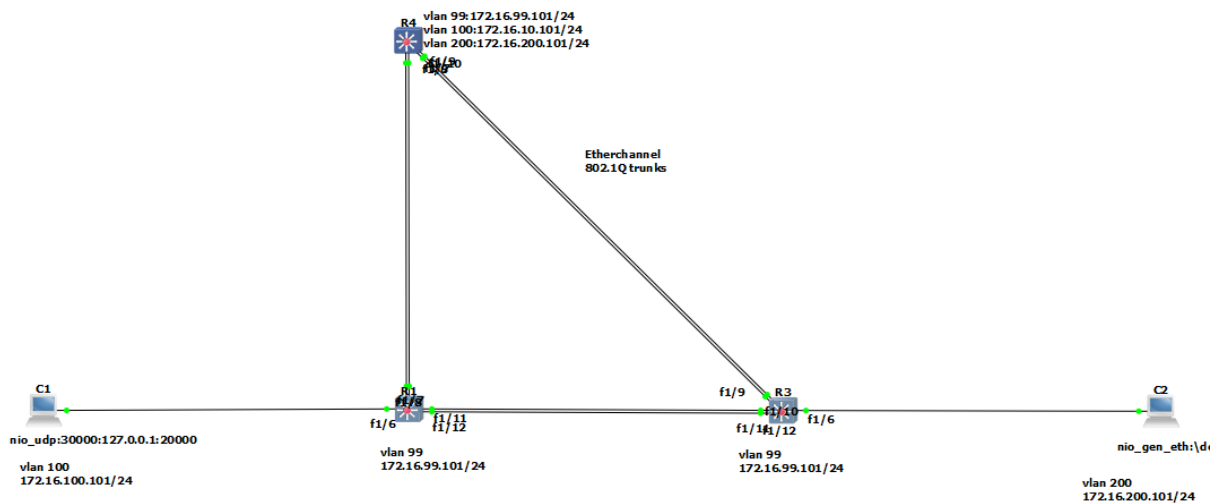 R4
vlan 99:172.16.99.101/24
vlan 100:172.16.10.101/24
vlan 200:172.16.200.101/24
f1/9
Etherchannel
802.1Q trunks
C1
R1
f1/9
R3
C2
f1/10
f1/6
f1/11
f1/12
f1/11
f1/12
f1/6
nio_udp:30000:127.0.0.1:20000
nio_gen_eth:\de
vlan 100
172.16.100.101/24
vlan 99
172.16.99.101/24
vlan 99
172.16.99.101/24
vlan 200
172.16.200.101/24